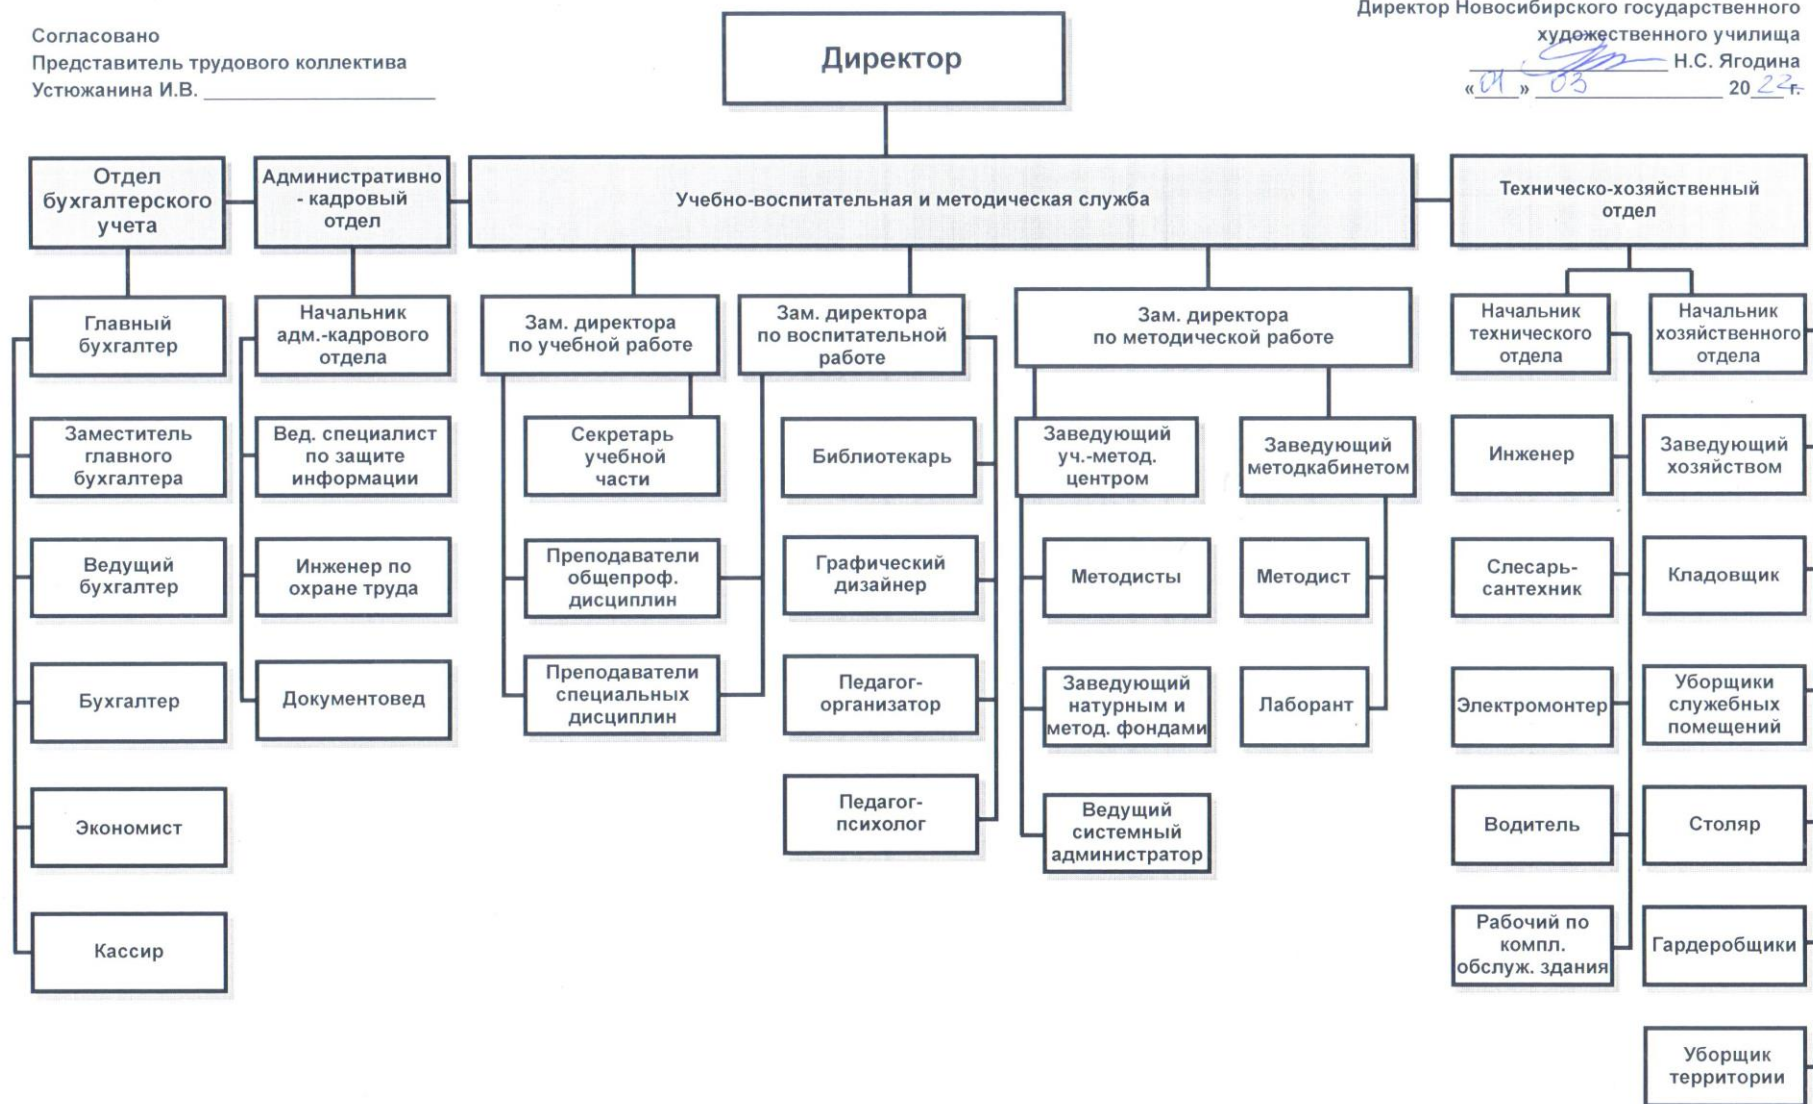 Согласовано
Представитель трудового коллектива
Устюжанина И.В.
Директор Новосибирского государственного
художественного училища
Н.С. Ягодина
«01» 03 2022 г.
Директор
Отдел
бухгалтерского
учета
Административно
- кадровый
отдел
Учебно-воспитательная и методическая служба
Техническо-хозяйственный
отдел
Главный
бухгалтер
Начальник
адм.-кадрового
отдела
Зам. директора
по учебной работе
Зам. директора
по воспитательной
работе
Зам. директора
по методической работе
Начальник
технического
отдела
Начальник
хозяйственного
отдела
Заместитель
главного
бухгалтера
Вед. специалист
по защите
информации
Секретарь
учебной
части
Библиотекарь
Заведующий
уч.-метод.
центром
Заведующий
методкабинетом
Инженер
Заведующий
хозяйством
Ведущий
бухгалтер
Инженер по
охране труда
Преподаватели
общепроф.
дисциплин
Графический
дизайнер
Методисты
Методист
Слесарь-
сантехник
Кладовщик
Бухгалтер
Документовед
Преподаватели
специальных
дисциплин
Педагог-
организатор
Заведующий
натурным и
метод. фондами
Лаборант
Электромонтер
Уборщики
служебных
помещений
Экономист
Педагог-
психолог
Ведущий
системный
администратор
Водитель
Столяр
Кассир
Рабочий по
компл.
обслуж. здания
Гардеробщики
Уборщик
территории